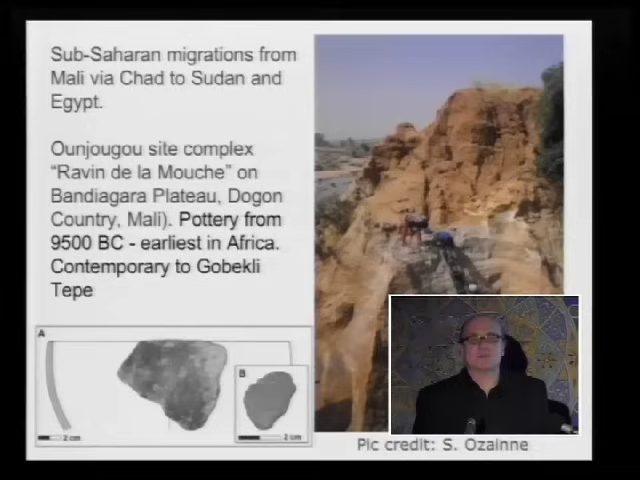 Sub-Saharan migrations from
Mali via Chad to Sudan and
Egypt.
Ounjougou site complex
"Ravin de la Mouche" on
Bandiagara Plateau, Dogon
Country, Mali). Pottery from
9500 BC - earliest in Africa.
Contemporary to Gobekli
Tepe
A
2 cm
B
2 cm
Pic credit: S. Ozainne